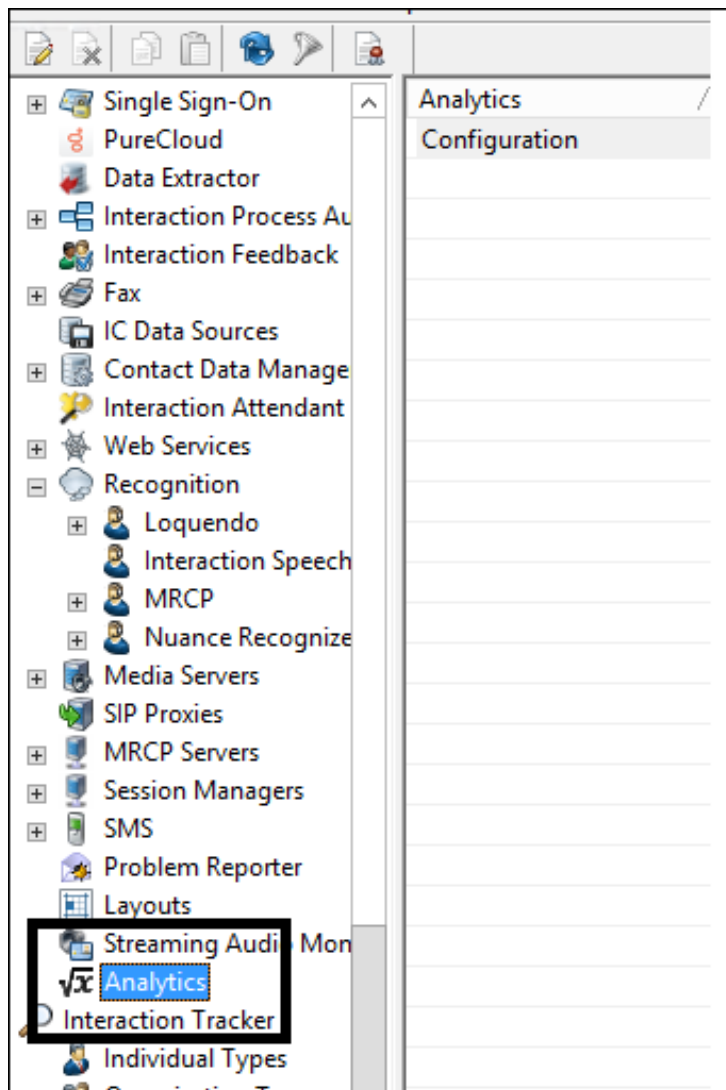 Single Sign-On
Analytics
PureCloud
Configuration
Data Extractor
Interaction Process Au
Interaction Feedback
Fax
IC Data Sources
Contact Data Manage
Interaction Attendant
Web Services
Recognition
Loquendo
Interaction Speech
MRCP
Nuance Recognize
Media Servers
SIP Proxies
MRCP Servers
Session Managers
SMS
Problem Reporter
Layouts
Streaming Audio Mon
√x Analytics
Interaction Tracker
Individual Types